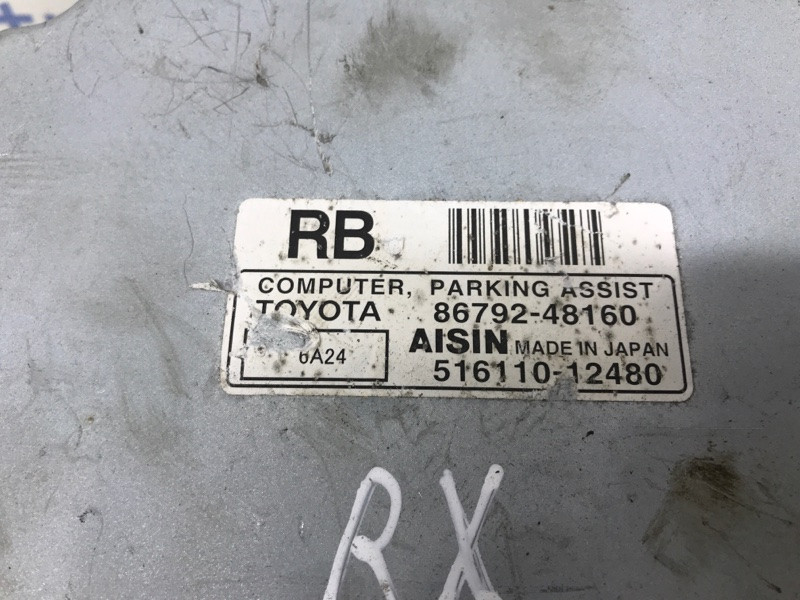 RB
COMPUTER, PARKING ASSIST
TOYOTA 86792-48160
6A24 AISIN MADE IN JAPAN
516110-12480
RX